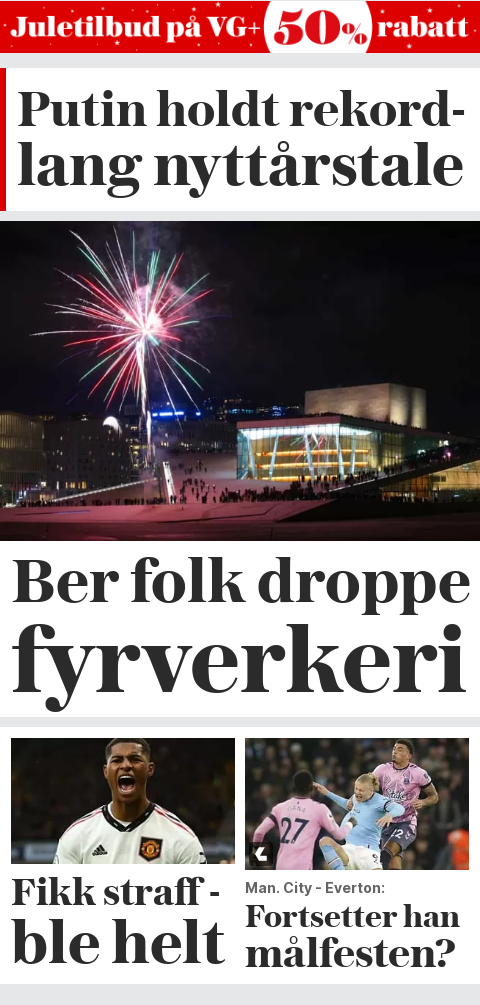 Juletilbud på VG+ 50% rabatt
Putin holdt rekord-
lang nyttårstale
Ber folk droppe
fyrverkeri
Fikk straff -
ble helt
Man. City - Everton:
Fortsetter han
målfesten?
27